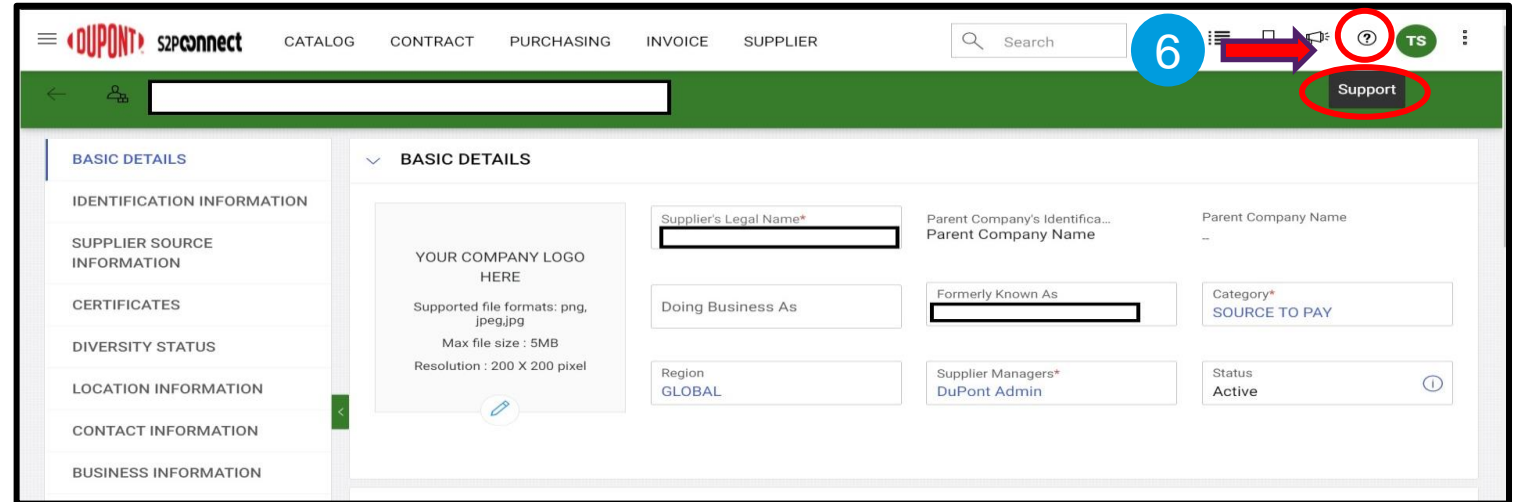 DUPONT S2PCONNECT CATALOG CONTRACT PURCHASING INVOICE SUPPLIER Search 6 ? TS
Support
BASIC DETAILS
IDENTIFICATION INFORMATION
SUPPLIER SOURCE
INFORMATION
CERTIFICATES
DIVERSITY STATUS
LOCATION INFORMATION
CONTACT INFORMATION
BUSINESS INFORMATION
BASIC DETAILS
YOUR COMPANY LOGO
HERE
Supported file formats: png,
jpeg,jpg
Max file size : 5MB
Resolution : 200 X 200 pixel
Supplier's Legal Name*
Parent Company's Identifica...
Parent Company Name
Parent Company Name
--
Doing Business As
Formerly Known As
Category*
SOURCE TO PAY
Region
GLOBAL
Supplier Managers*
DuPont Admin
Status
Active